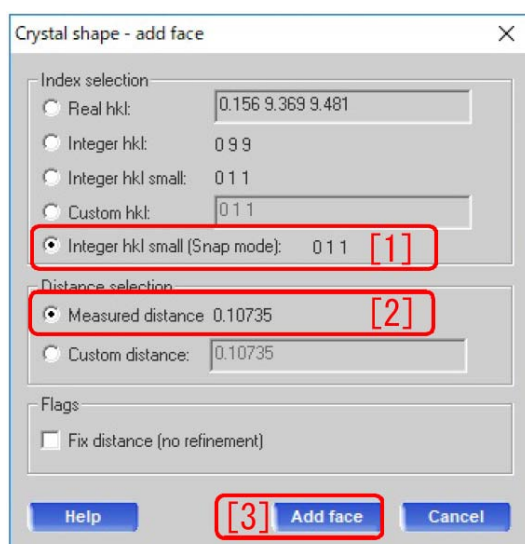 Crystal shape - add face
Index selection
Real hkl: 0.156 9.369 9.481
Integer hkl: 0 9 9
Integer hkl small: 0 1 1
Custom hkl: 0 1 1
Integer hkl small (Snap mode): 0 1 1 [1]
Distance selection
Measured distance 0.10735 [2]
Custom distance: 0.10735
Flags
Fix distance (no refinement)
Help [3] Add face Cancel